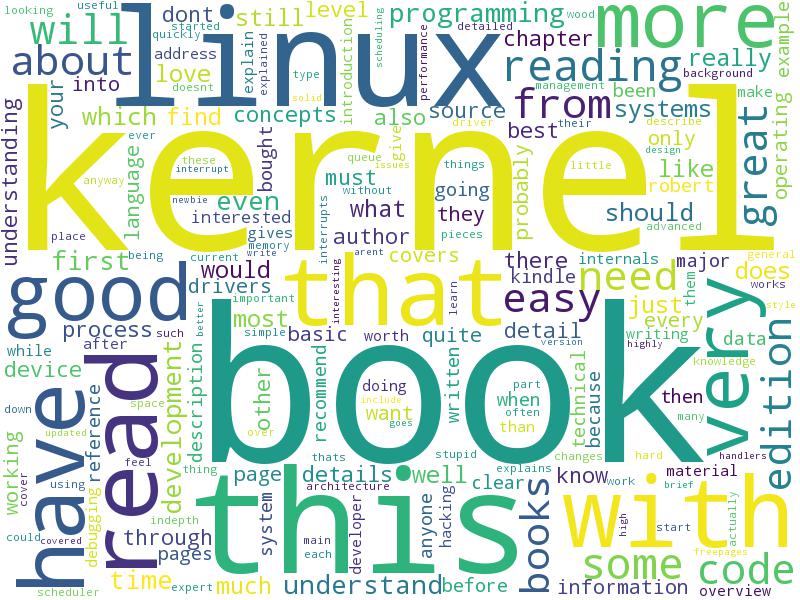 looking
useful
dont
still
level
programming
more
wood
will
quickly
started
linux
explain
explained
introduction
scheduling
performance
detailed
chapter
example
about
address
doesnt
love
type
reading
really
background
into
your
solid
management
been
make
which
find
concepts
also
source
from
systems
operating
understanding
kernel
ever
these
interrupt
bought
queue
issues
give
driver
their
best
probably
describe
only
great
language
anyway
newbie
without
things
little
design
like
must
going
robert
even
interested
what
they
should
advanced
place
gives
memory
write
interrupts
author
arent
pieces
first
being
current
would
covers
there
internals
major
general
good
drivers
that
interesting
learn
kindle
need
them
does
works
important
easy
just
every
very
style
process
such
better
most
simple
basic
worth
quite
detail
version
writing
highly
data
while
after
device
description
book
knowledge
edition
development
other
recommend
doing
include
want
goes
written
part
when
often
than
technical
because
then
many
down
have
updated
reference
read
space
over
thats
stupid
changes
hard
handlers
working
cover
using
feel
thing
page
details
well
clear
explains
know
work
material
brief
could
covered
debugging
indepth
through
pages
this
system
architecture
main
each
developer
anyone
hacking
books
with
high
start
actually
freepages
some
code
scheduler
time
expert
much
understand
before
information
overview